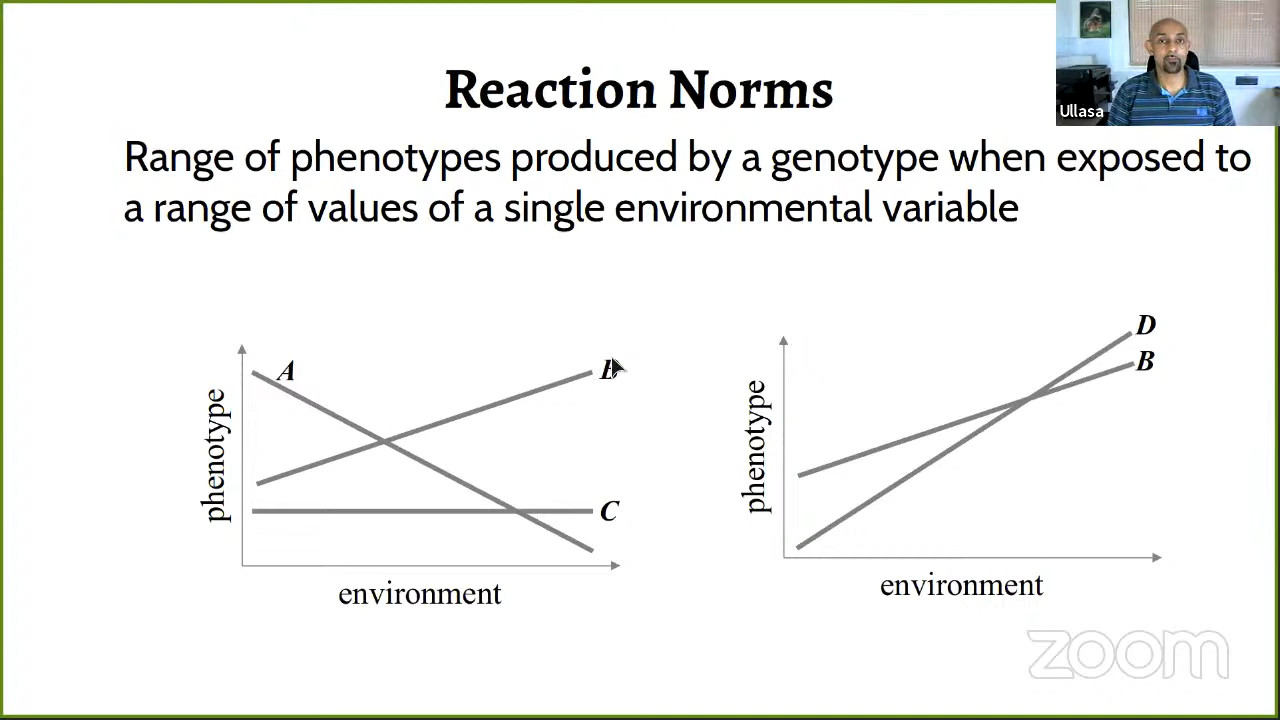 Reaction Norms
Ullasa
Range of phenotypes produced by a genotype when exposed to
a range of values of a single environmental variable
A
B
C
phenotype
environment
D
B
phenotype
environment
zoom